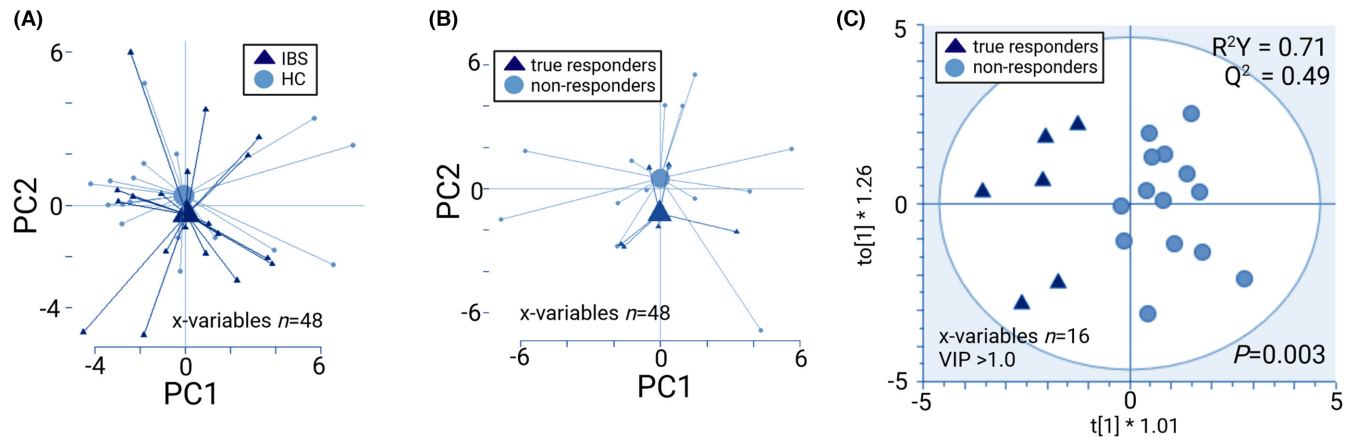 (A)
IBS
HC
6
0
-4
PC2
x-variables n=48
-4
0
6
PC1
(B)
true responders
non-responders
6
0
-6
PC2
x-variables n=48
-6
0
6
PC1
(C)
true responders
non-responders
R²Y = 0.71
Q² = 0.49
5
0
-5
to[1] * 1.26
x-variables n=16
VIP >1.0
P=0.003
-5
0
5
t[1] * 1.01